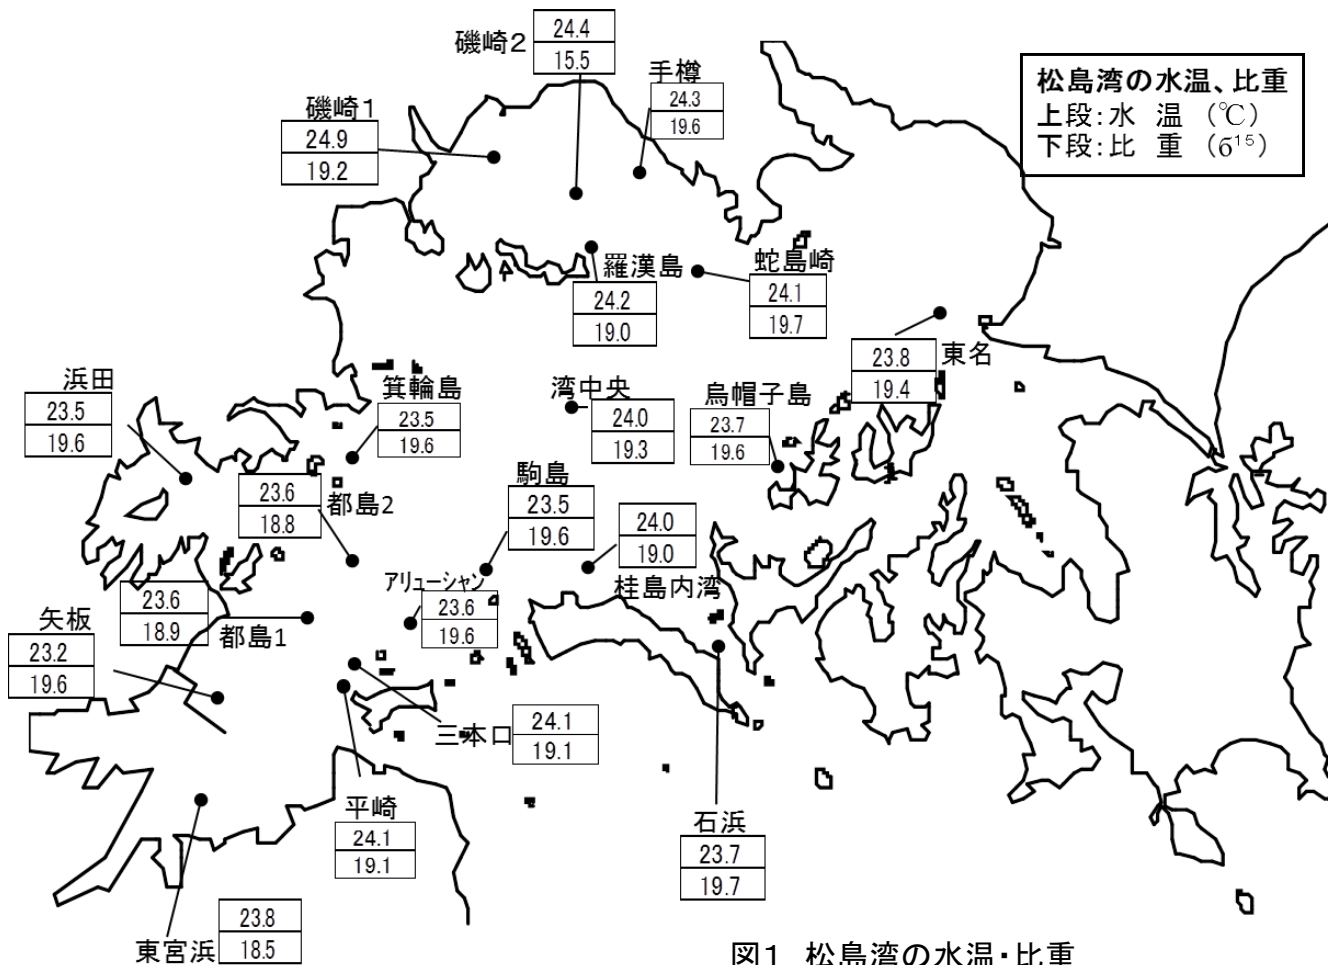 磯崎2
24.4
15.5
松島湾の水温、比重
上段:水 温 (℃)
下段:比 重 (б¹⁵)
手樽
24.3
19.6
磯崎1
24.9
19.2
羅漢島
24.2
19.0
蛇島崎
24.1
19.7
東名
23.8
19.4
浜田
23.5
19.6
箕輪島
23.5
19.6
湾中央
24.0
19.3
烏帽子島
23.7
19.6
都島2
23.6
18.8
駒島
23.5
19.6
24.0
19.0
桂島内湾
アリューシャン
23.6
19.6
23.6
18.9
都島1
矢板
23.2
19.6
三本口
24.1
19.1
平崎
24.1
19.1
石浜
23.7
19.7
東宮浜
23.8
18.5
図1 松島湾の水温・比重